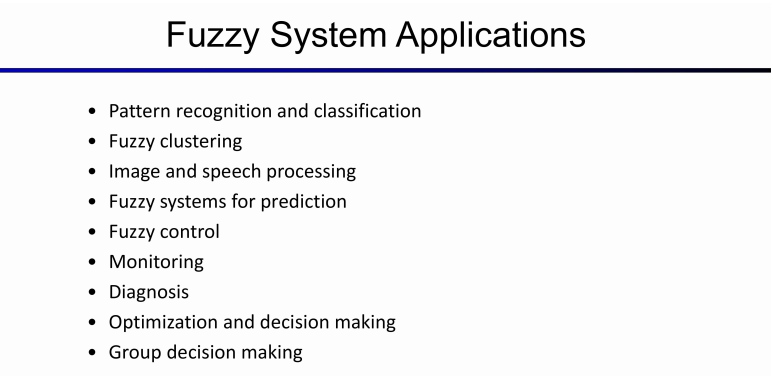 Fuzzy System Applications
• Pattern recognition and classification
• Fuzzy clustering
• Image and speech processing
• Fuzzy systems for prediction
• Fuzzy control
• Monitoring
• Diagnosis
• Optimization and decision making
• Group decision making